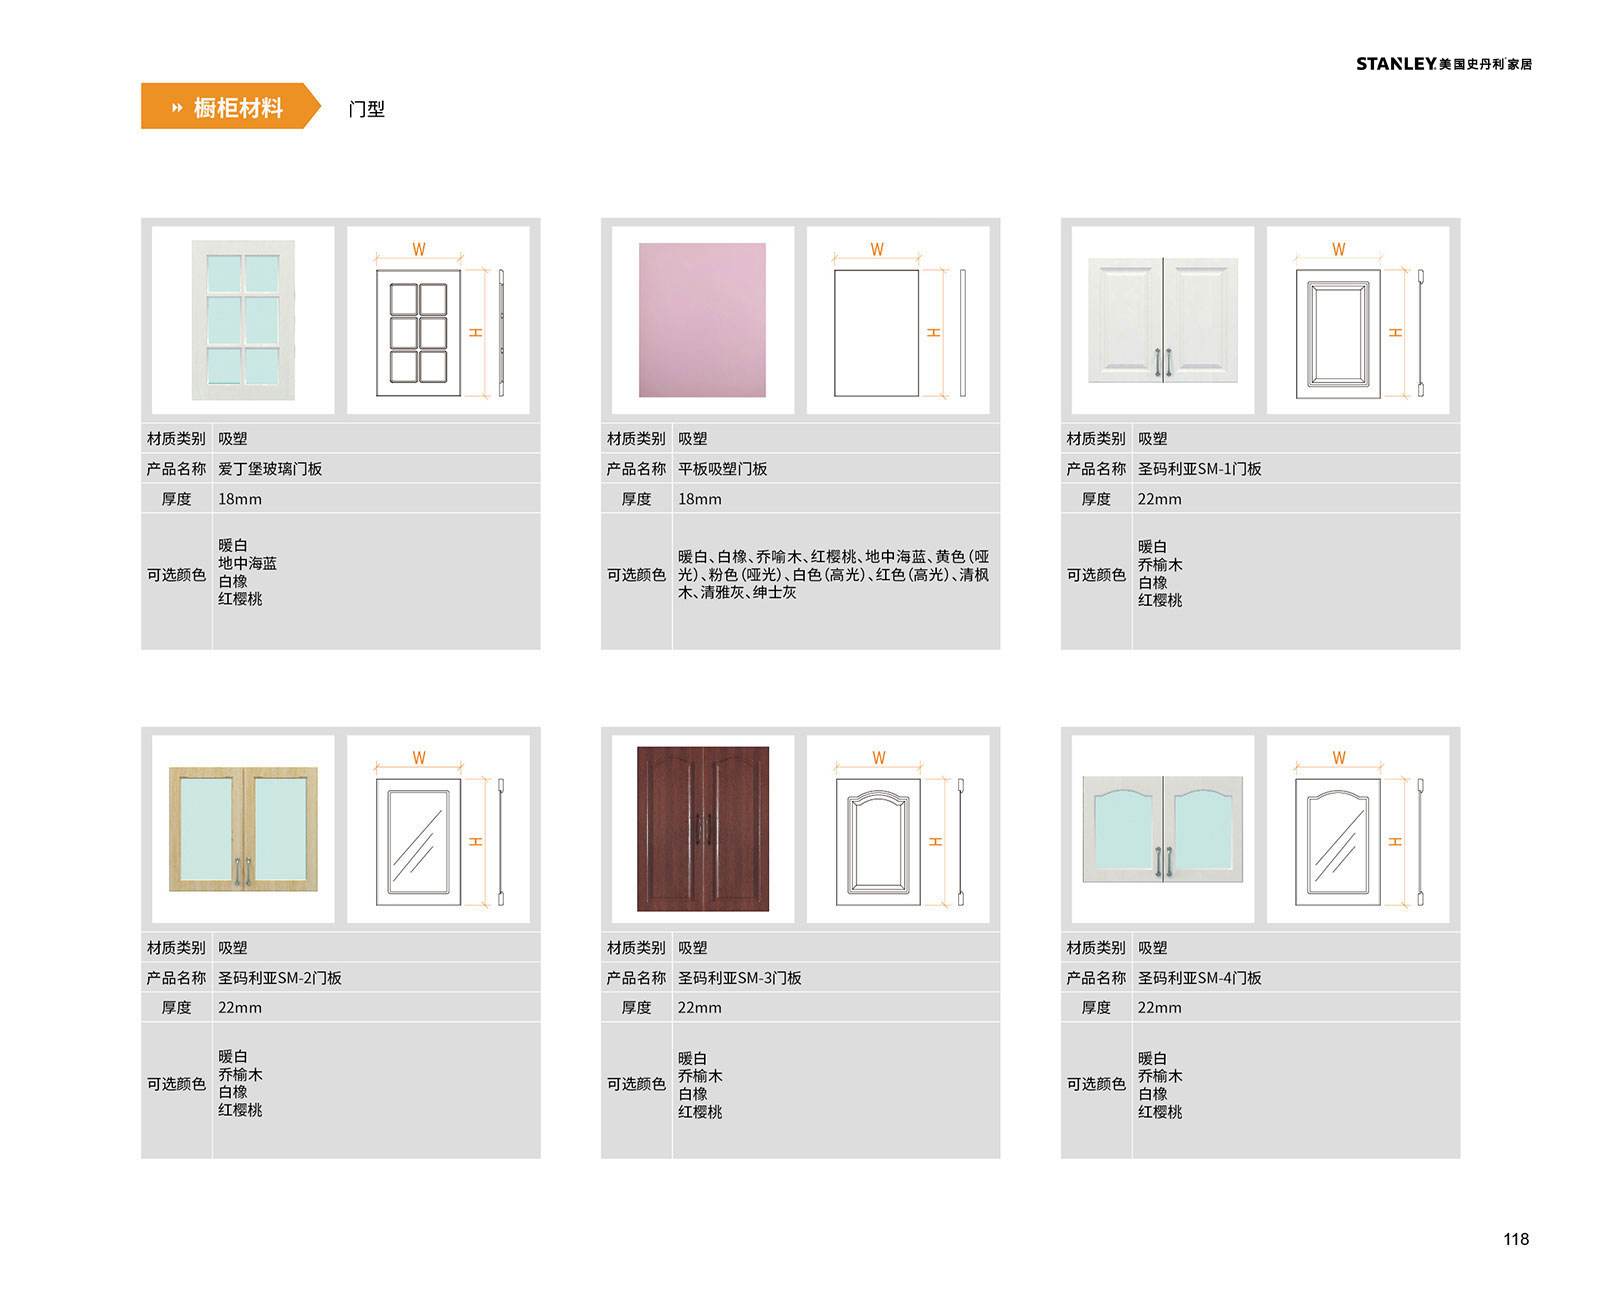 STANLEY.美国史丹利家居
橱柜材料
门型
W
H
材质类别 吸塑
产品名称 爱丁堡玻璃门板
厚度 18mm
可选颜色
暖白
地中海蓝
白橡
红樱桃
W
H
材质类别 吸塑
产品名称 平板吸塑门板
厚度 18mm
可选颜色
暖白、白橡、乔喻木、红樱桃、地中海蓝、黄色（哑
光）、粉色（哑光）、白色（高光）、红色（高光）、清枫
木、清雅灰、绅士灰
W
H
材质类别 吸塑
产品名称 圣码利亚SM-1门板
厚度 22mm
可选颜色
暖白
乔榆木
白橡
红樱桃
W
H
材质类别 吸塑
产品名称 圣码利亚SM-2门板
厚度 22mm
可选颜色
暖白
乔榆木
白橡
红樱桃
W
H
材质类别 吸塑
产品名称 圣码利亚SM-3门板
厚度 22mm
可选颜色
暖白
乔榆木
白橡
红樱桃
W
H
材质类别 吸塑
产品名称 圣码利亚SM-4门板
厚度 22mm
可选颜色
暖白
乔榆木
白橡
红樱桃
118